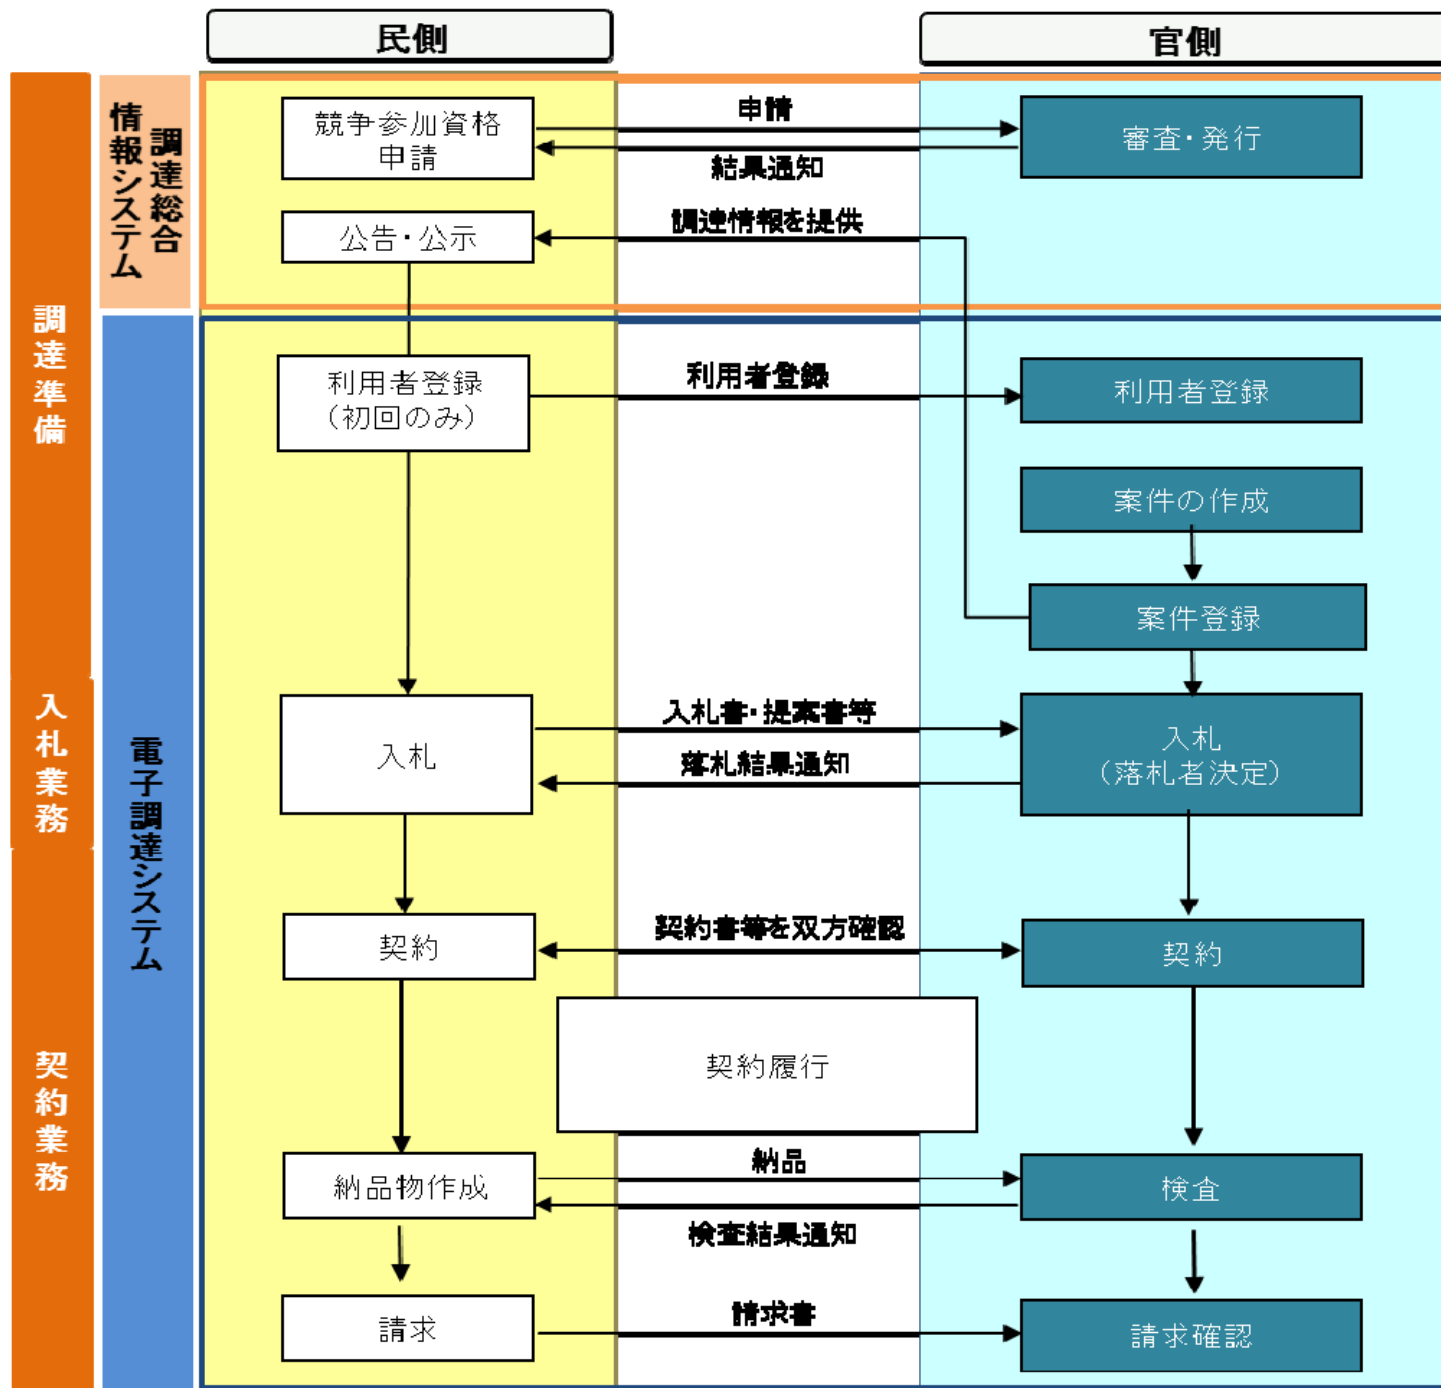 民側
官側
調達準備
入札業務
契約業務
調達総合
情報システム
電子調達システム
競争参加資格
申請
申請
結果通知
審査・発行
公告・公示
調達情報を提供
利用者登録
(初回のみ)
利用者登録
利用者登録
案件の作成
案件登録
入札
入札書・提案書等
落札結果通知
入札
(落札者決定)
契約
契約書等を双方確認
契約
契約履行
納品物作成
納品
検査結果通知
検査
請求
請求書
請求確認